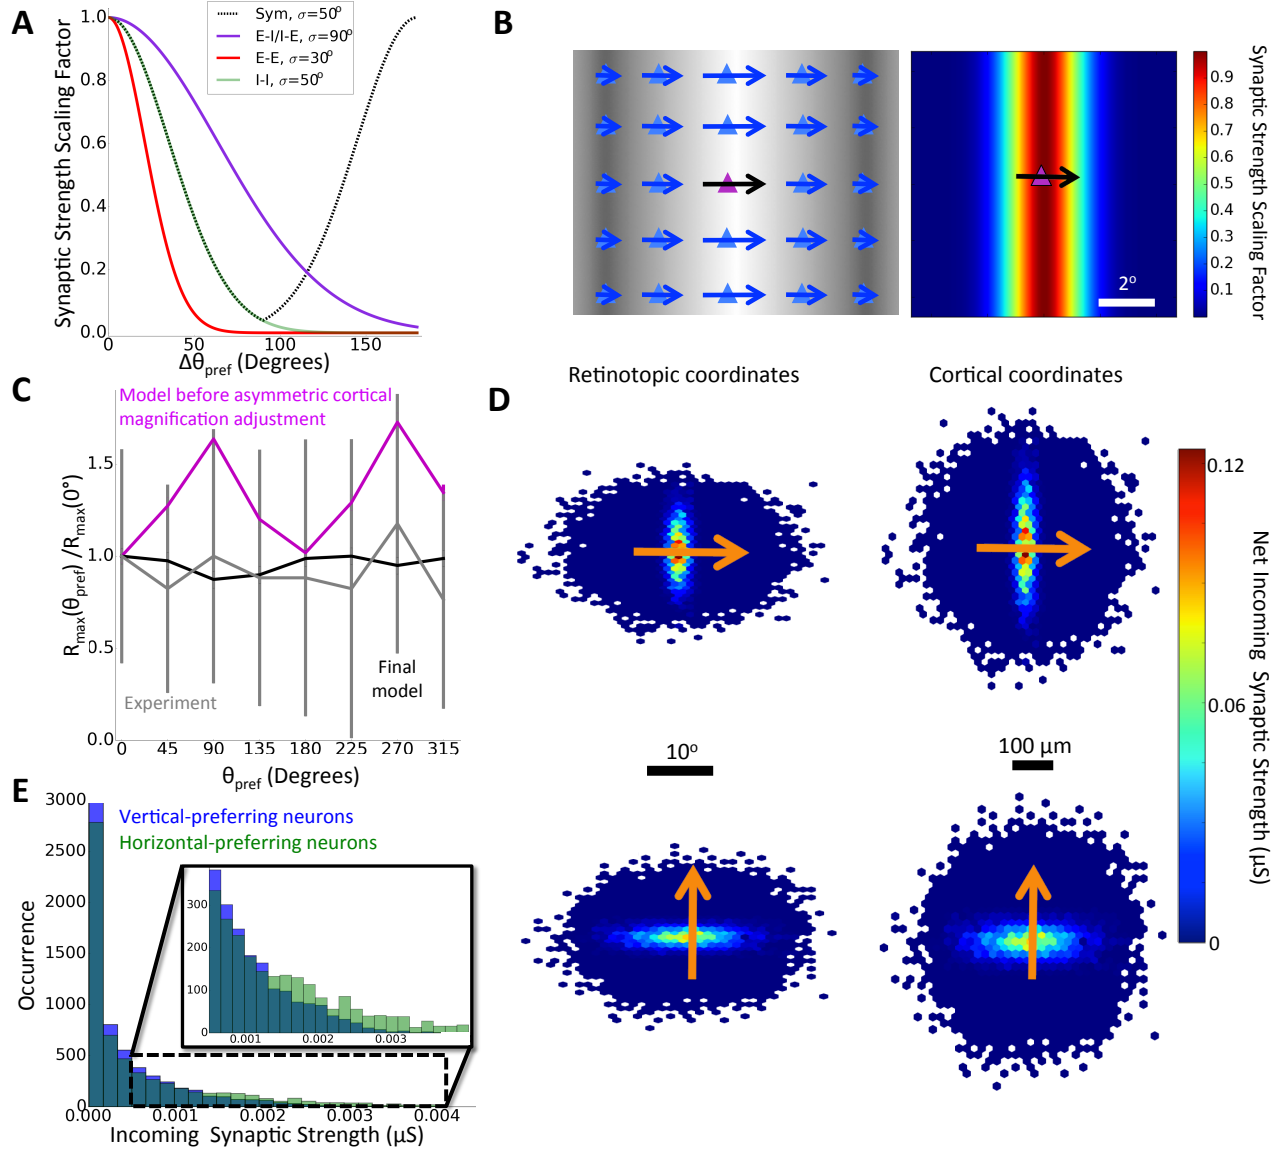 A
Synaptic Strength Scaling Factor
1.0
0.8
0.6
0.4
0.2
0.0
0
50
100
150
Δθpref (Degrees)
Sym, σ=50°
E-I/I-E, σ=90°
E-E, σ=30°
I-I, σ=50°
B
2°
0.9
0.8
0.7
0.6
0.5
0.4
0.3
0.2
0.1
Synaptic Strength Scaling Factor
C
Model before asymmetric cortical
magnification adjustment
Rmax(θpref) /Rmax(0°)
1.5
1.0
0.5
0.0
Experiment
Final
model
0 45 90 135 180 225 270 315
θpref (Degrees)
D
Retinotopic coordinates
Cortical coordinates
10°
100 μm
0.12
0.06
0
Net Incoming Synaptic Strength (μS)
E
Vertical-preferring neurons
Horizontal-preferring neurons
Occurrence
3000
2500
2000
1500
1000
500
0
300
200
100
0
0.001 0.002 0.003
0.000 0.001 0.002 0.003 0.004
Incoming Synaptic Strength (μS)